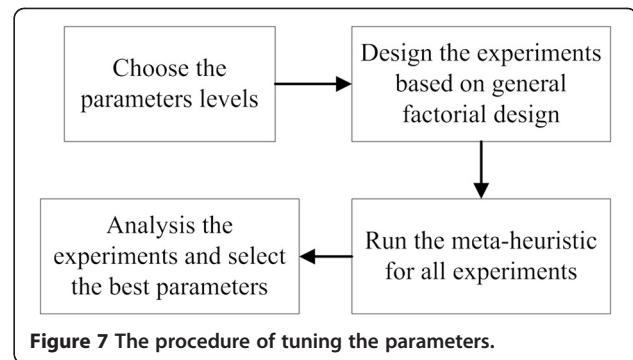 Choose the
parameters levels
Design the experiments
based on general
factorial design
Run the meta-heuristic
for all experiments
Analysis the
experiments and select
the best parameters
Figure 7 The procedure of tuning the parameters.